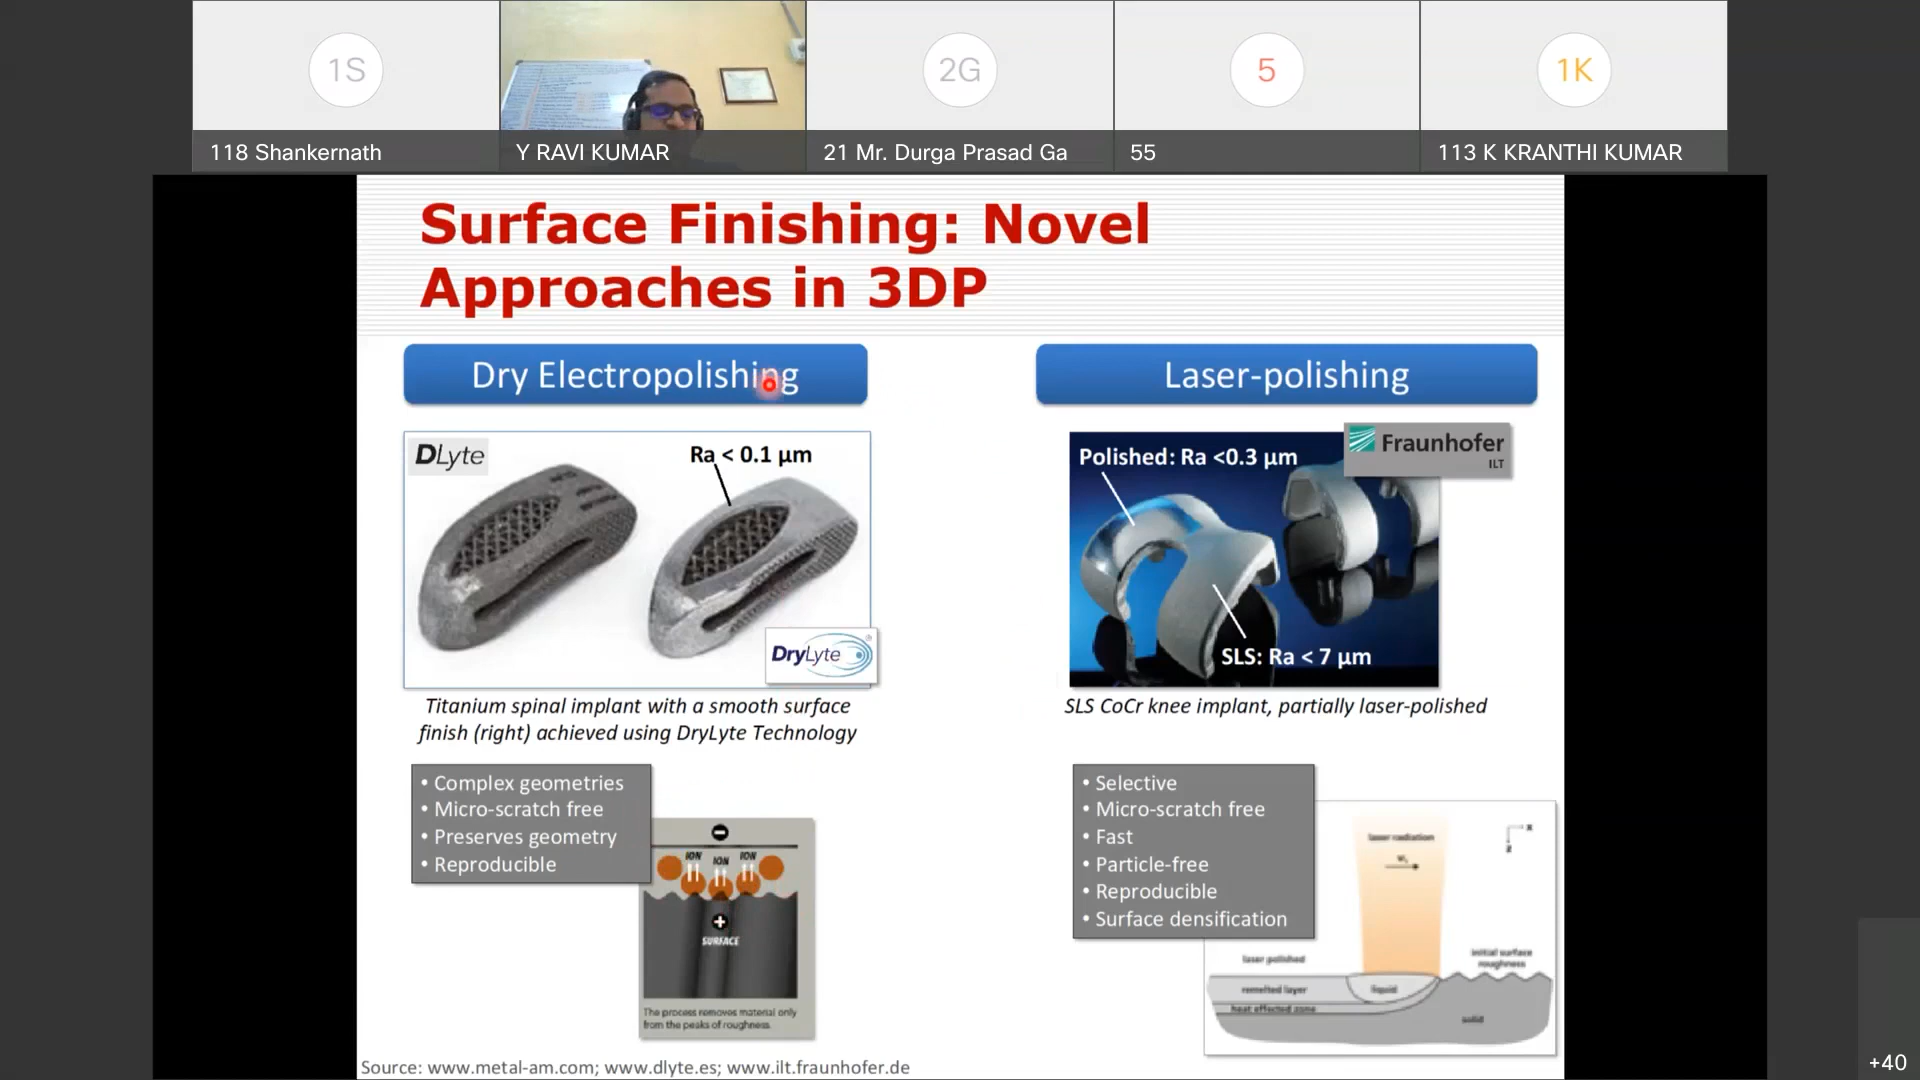 1S
2G
5
1K
118 Shankernath
Y RAVI KUMAR
21 Mr. Durga Prasad Ga
55
113 K KRANTHI KUMAR
Surface Finishing: Novel
Approaches in 3DP
Dry Electropolishing
DLyte
Ra < 0.1 µm
DryLyte
Titanium spinal implant with a smooth surface
finish (right) achieved using DryLyte Technology
• Complex geometries
• Micro-scratch free
• Preserves geometry
• Reproducible
ION ION ION
SURFACE
The process removes material only
from the peaks of roughness.
Laser-polishing
Fraunhofer
ILT
Polished: Ra <0.3 µm
SLS: Ra < 7 µm
SLS CoCr knee implant, partially laser-polished
• Selective
• Micro-scratch free
• Fast
• Particle-free
• Reproducible
• Surface densification
laser radiation
x
z
laser polished
initial surface
roughness
remelted layer
liquid
heat effected zone
solid
Source: www.metal-am.com; www.dlyte.es; www.ilt.fraunhofer.de
+40